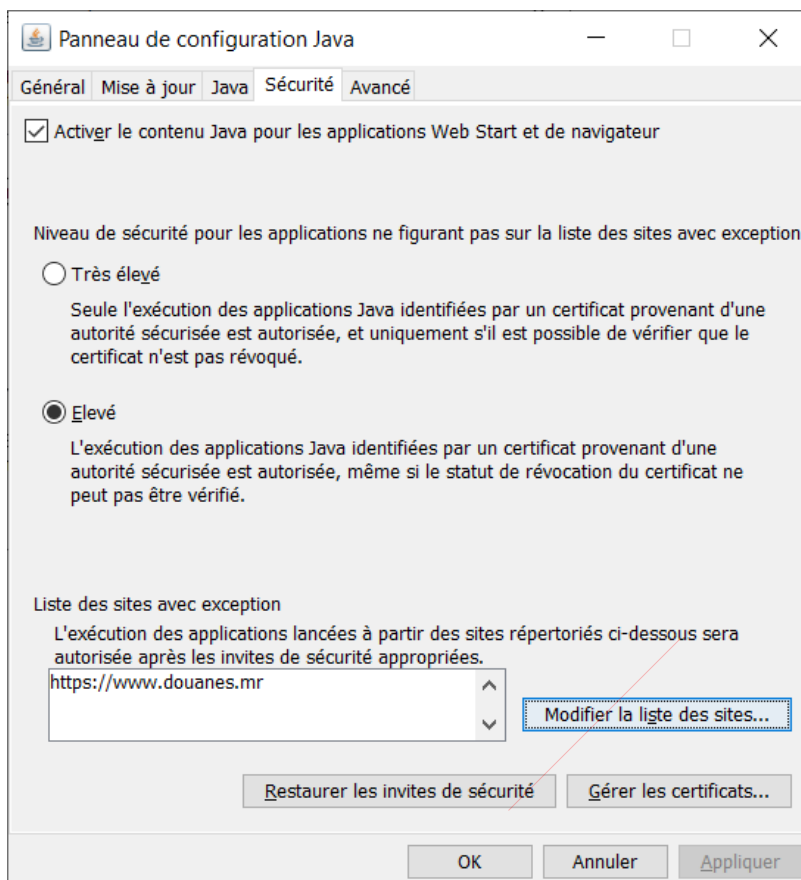 Panneau de configuration Java
Général Mise à jour Java Sécurité Avancé
Activer le contenu Java pour les applications Web Start et de navigateur
Niveau de sécurité pour les applications ne figurant pas sur la liste des sites avec exception
Très élevé
Seule l'exécution des applications Java identifiées par un certificat provenant d'une
autorité sécurisée est autorisée, et uniquement s'il est possible de vérifier que le
certificat n'est pas révoqué.
Elevé
L'exécution des applications Java identifiées par un certificat provenant d'une
autorité sécurisée est autorisée, même si le statut de révocation du certificat ne
peut pas être vérifié.
Liste des sites avec exception
L'exécution des applications lancées à partir des sites répertoriés ci-dessous sera
autorisée après les invites de sécurité appropriées.
https://www.douanes.mr
Modifier la liste des sites...
Restaurer les invites de sécurité Gérer les certificats...
OK Annuler Appliquer